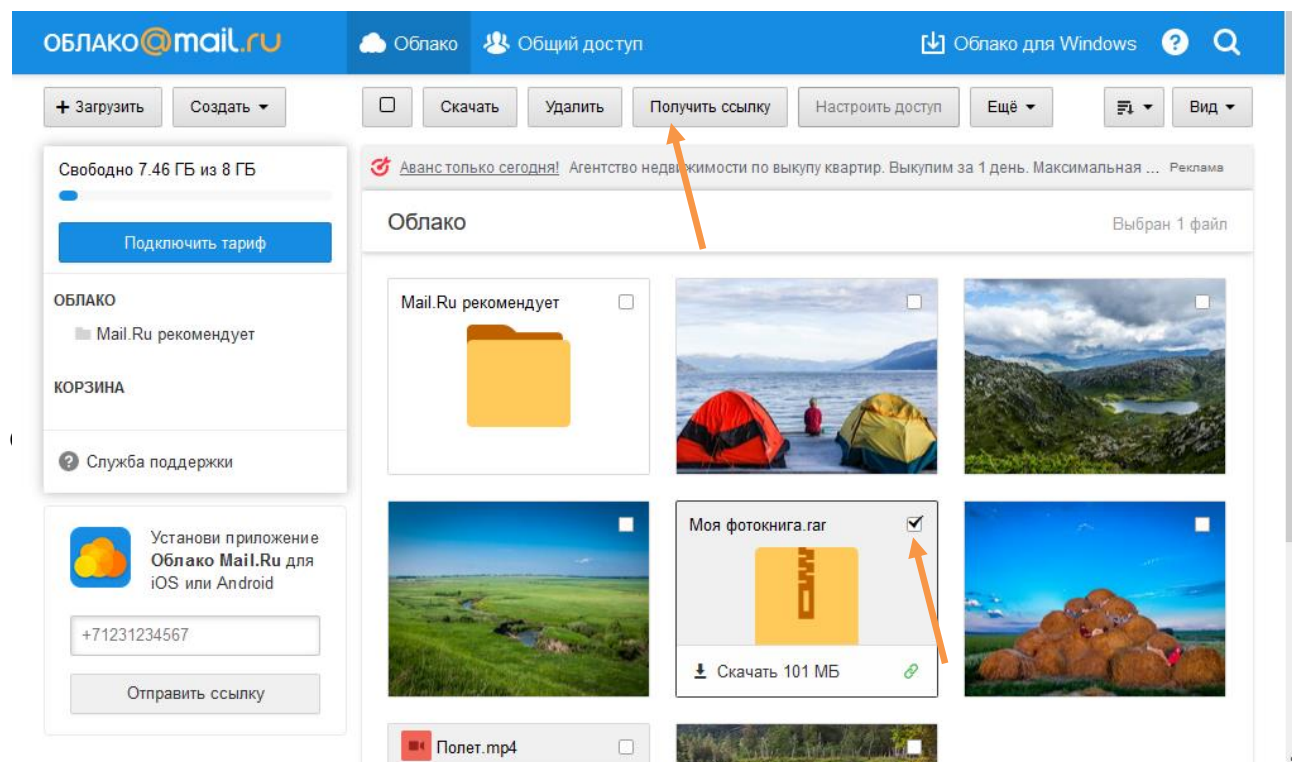 ОБЛАКО@mail.ru
Облако
Общий доступ
Облако для Windows
?
+ Загрузить
Создать
Скачать
Удалить
Получить ссылку
Настроить доступ
Ещё
Вид
Свободно 7.46 ГБ из 8 ГБ
Подключить тариф
ОБЛАКО
Mail.Ru рекомендует
КОРЗИНА
? Служба поддержки
Установи приложение
Облако Mail.Ru для
iOS или Android
+71231234567
Отправить ссылку
Аванс только сегодня! Агентство недвижимости по выкупу квартир. Выкупим за 1 день. Максимальная ... Реклама
Облако
Выбран 1 файл
Mail.Ru рекомендует
Моя фотокнига.rar
Скачать 101 МБ
Полет.mp4